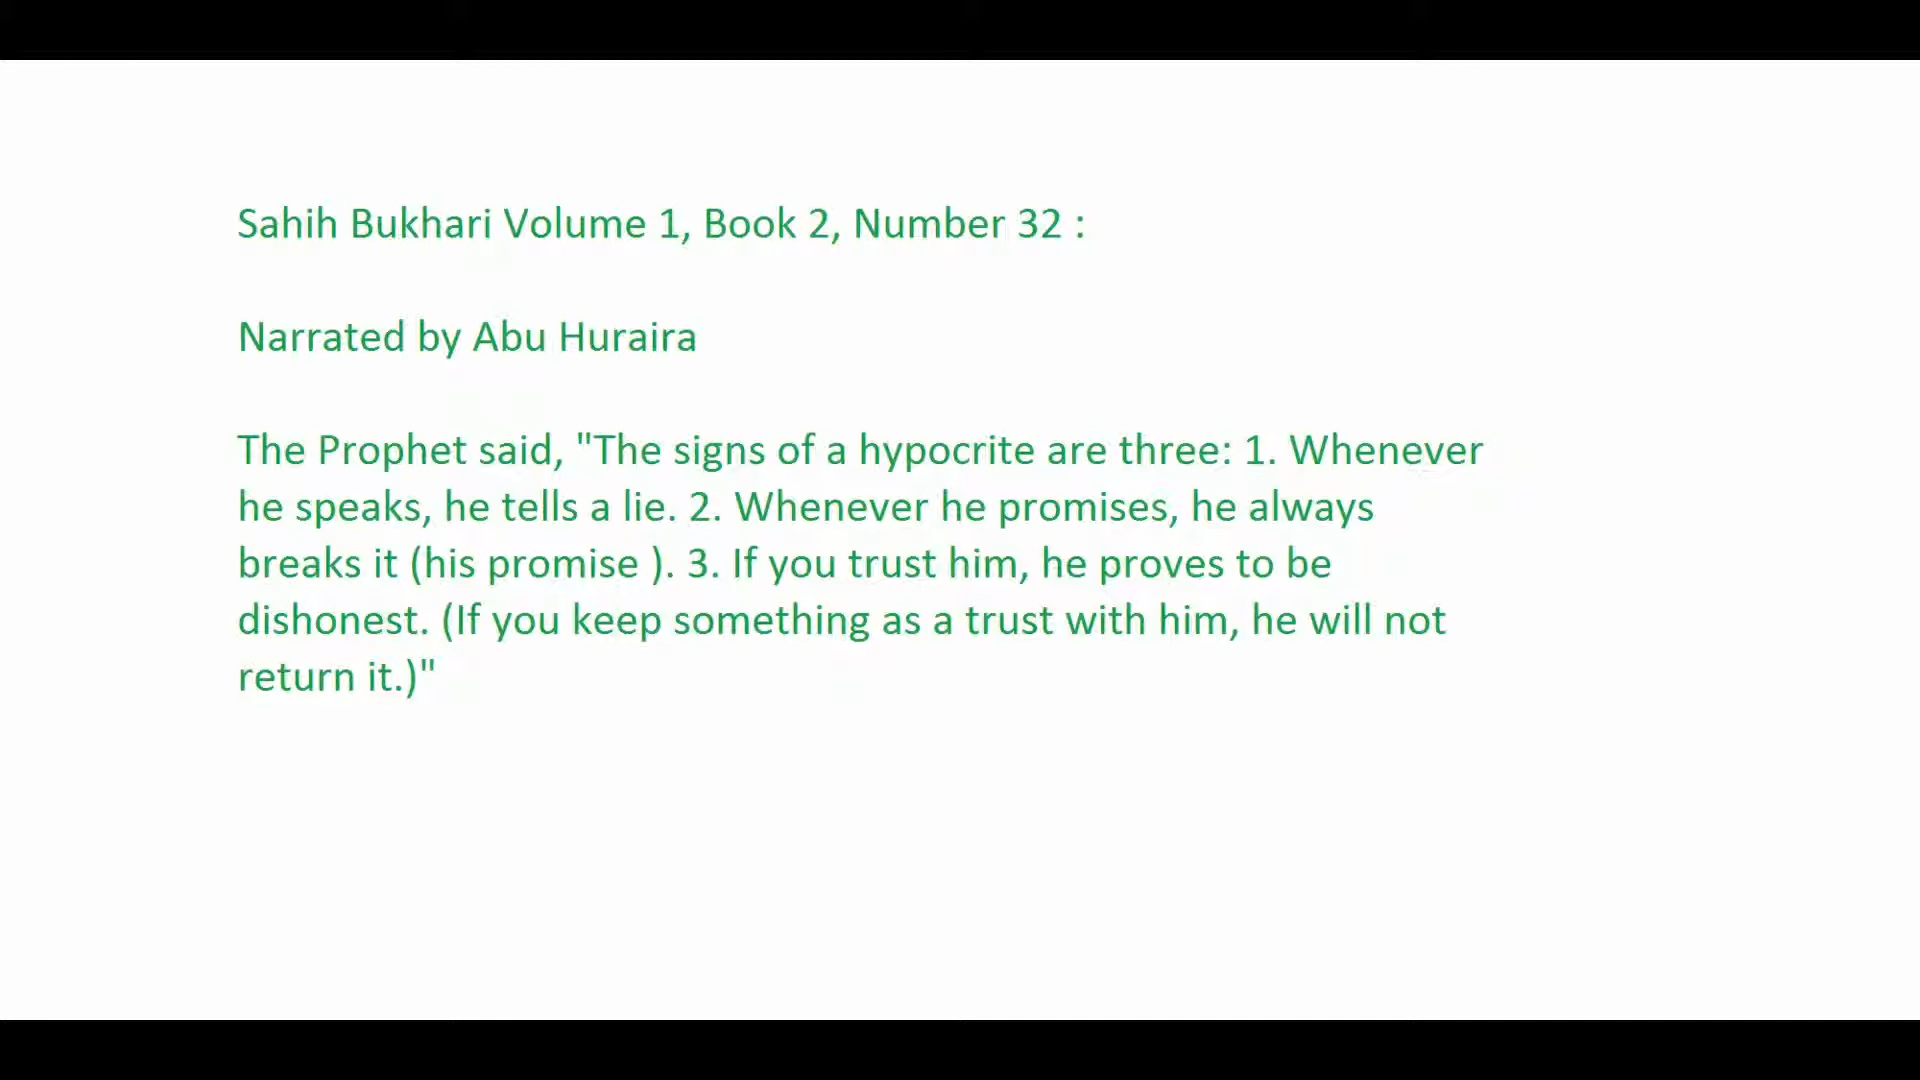 Sahih Bukhari Volume 1, Book 2, Number 32 :
Narrated by Abu Huraira
The Prophet said, "The signs of a hypocrite are three: 1. Whenever
he speaks, he tells a lie. 2. Whenever he promises, he always
breaks it (his promise ). 3. If you trust him, he proves to be
dishonest. (If you keep something as a trust with him, he will not
return it.)"